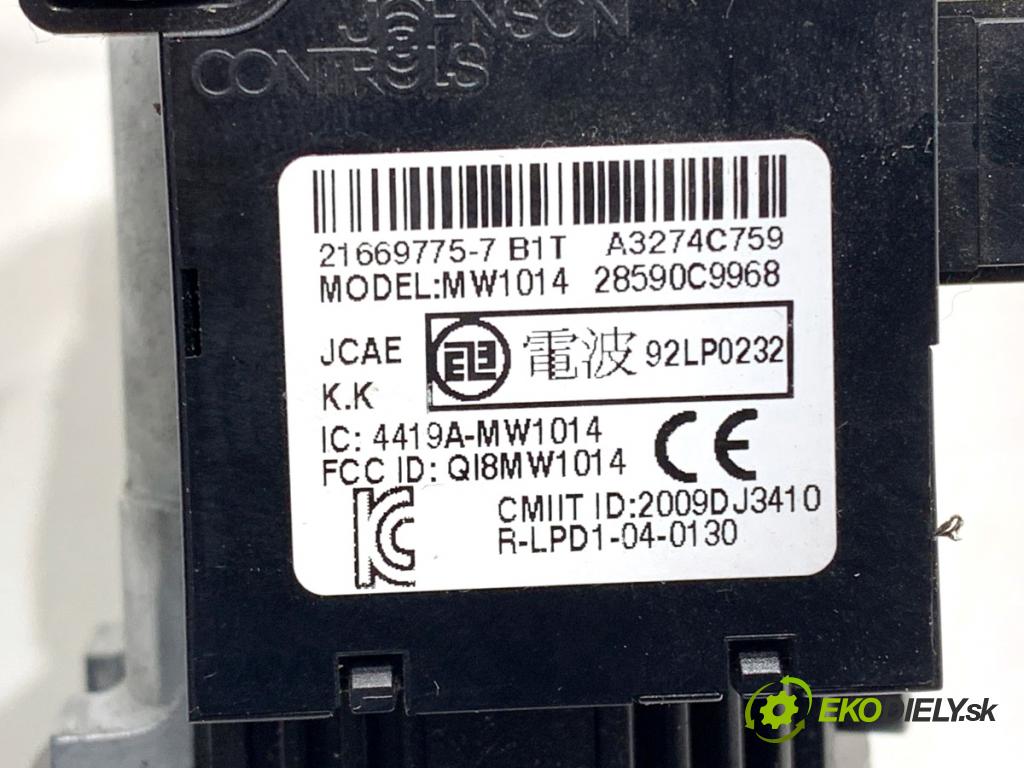 JOHNSON
CONTROLS
21669775-7 B1T A3274C759
MODEL:MW1014 28590C9968
JCAE
K.K
電波 92LP0232
IC: 4419A-MW1014
FCC ID: QI8MW1014
CE
CMIIT ID:2009DJ3410
R-LPD1-04-0130
EKODIELY.sk